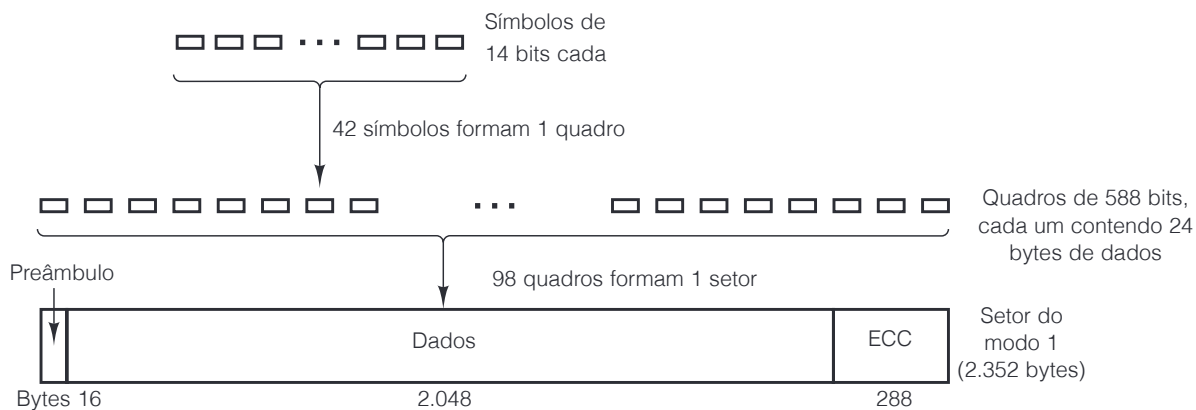 Símbolos de
14 bits cada
42 símbolos formam 1 quadro
Quadros de 588 bits,
cada um contendo 24
bytes de dados
Preâmbulo
98 quadros formam 1 setor
Dados
ECC
Setor do
modo 1
(2.352 bytes)
Bytes 16
2.048
288